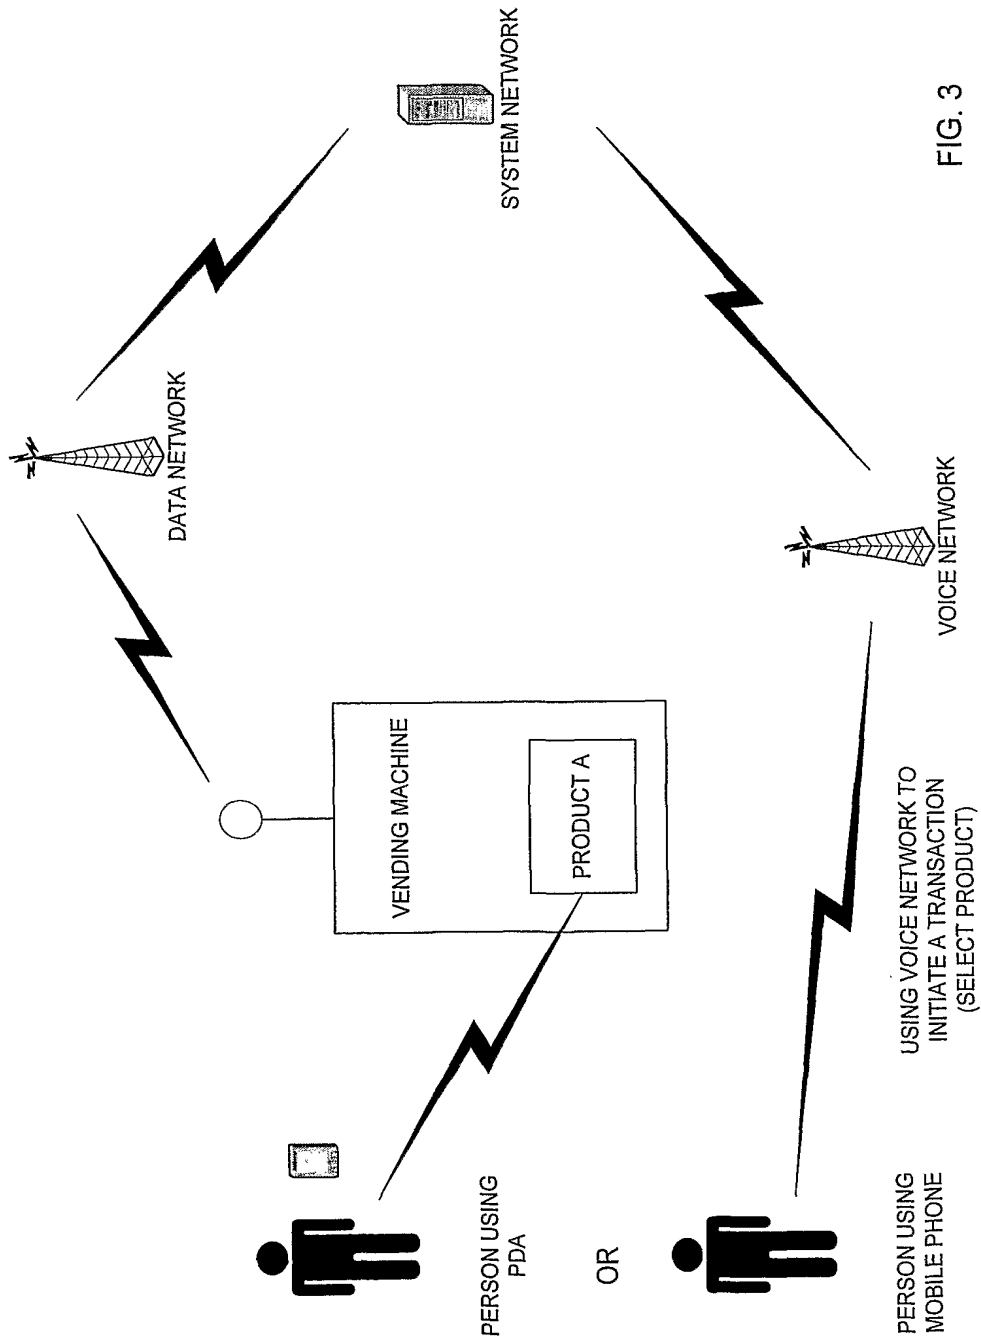 DATA NETWORK
SYSTEM NETWORK
VENDING MACHINE
PRODUCT A
PERSON USING
PDA
OR
VOICE NETWORK
USING VOICE NETWORK TO
INITIATE A TRANSACTION
(SELECT PRODUCT)
PERSON USING
MOBILE PHONE
FIG. 3